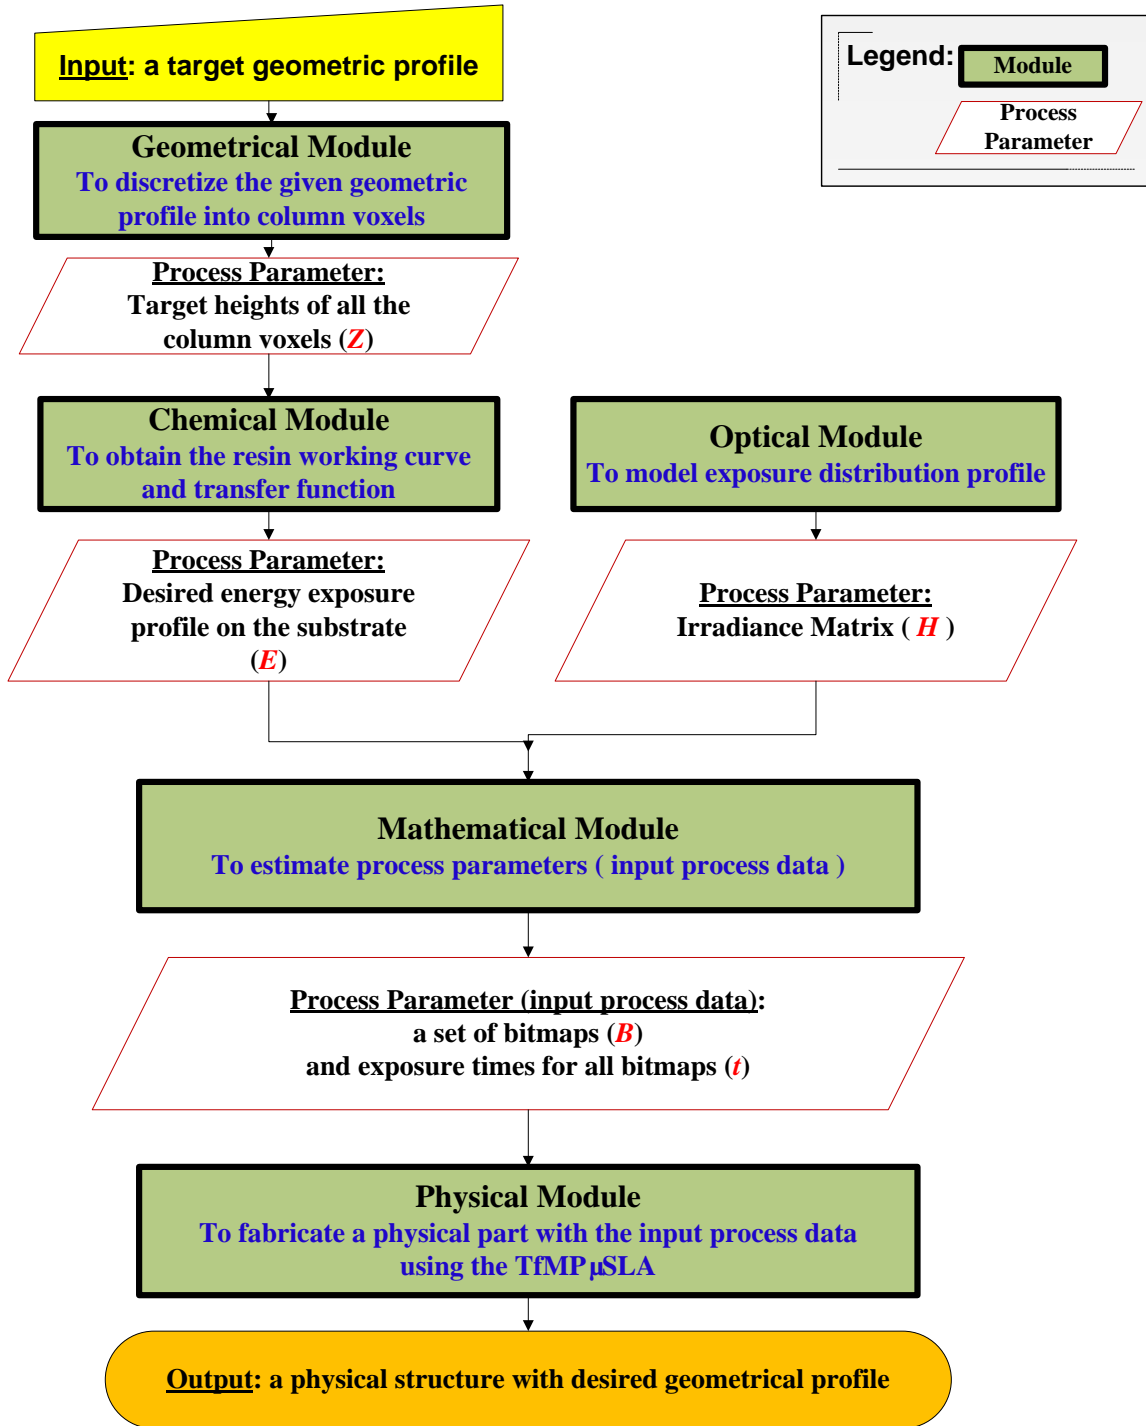 Input: a target geometric profile
Legend:
Module
Process
Parameter
Geometrical Module
To discretize the given geometric
profile into column voxels
Process Parameter:
Target heights of all the
column voxels (Z)
Chemical Module
To obtain the resin working curve
and transfer function
Optical Module
To model exposure distribution profile
Process Parameter:
Desired energy exposure
profile on the substrate
(E)
Process Parameter:
Irradiance Matrix ( H )
Mathematical Module
To estimate process parameters ( input process data )
Process Parameter (input process data):
a set of bitmaps (B)
and exposure times for all bitmaps (t)
Physical Module
To fabricate a physical part with the input process data
using the TfMPµSLA
Output: a physical structure with desired geometrical profile